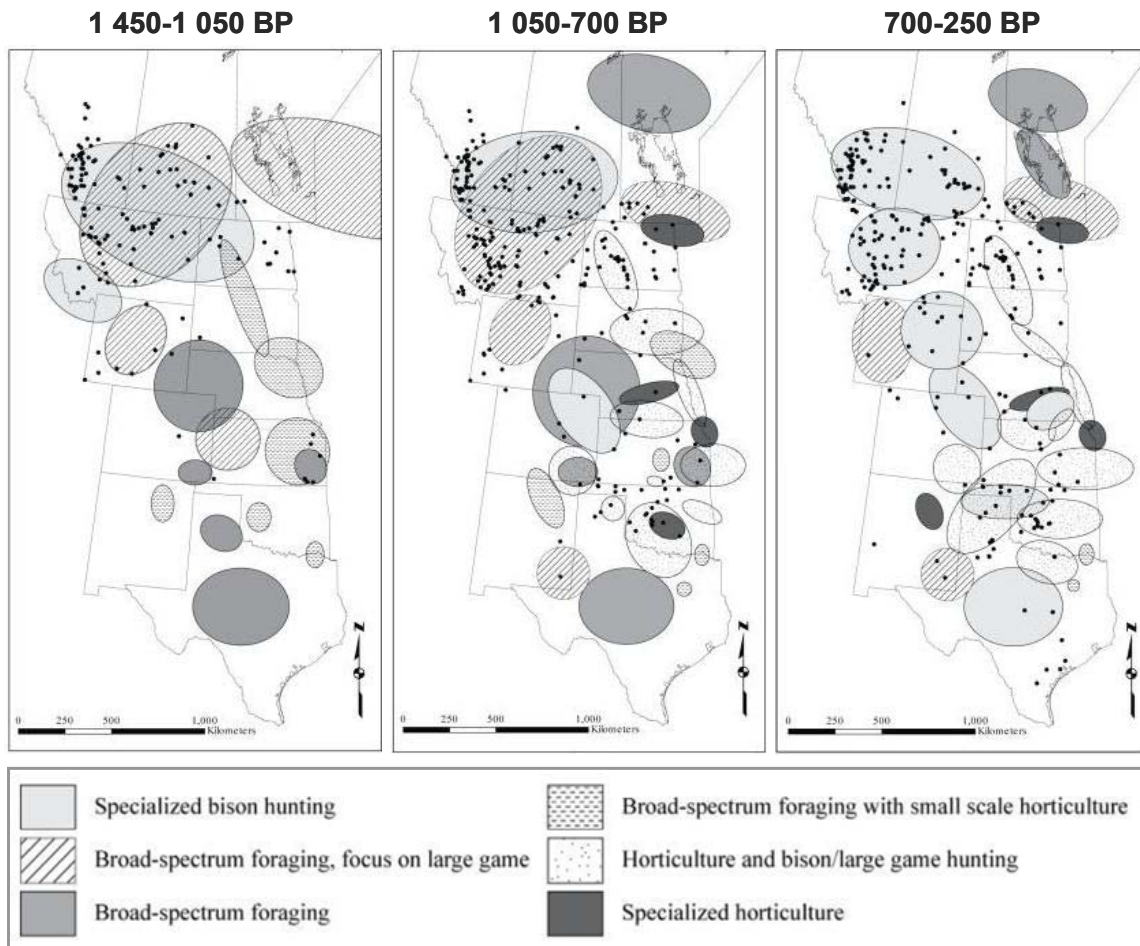 1 450-1 050 BP
1 050-700 BP
700-250 BP
Z
0 250 500 1,000
Kilometers
Z
0 250 500 1,000
Kilometers
Z
0 250 500 1,000
Kilometers
Specialized bison hunting
Broad-spectrum foraging, focus on large game
Broad-spectrum foraging
Broad-spectrum foraging with small scale horticulture
Horticulture and bison/large game hunting
Specialized horticulture